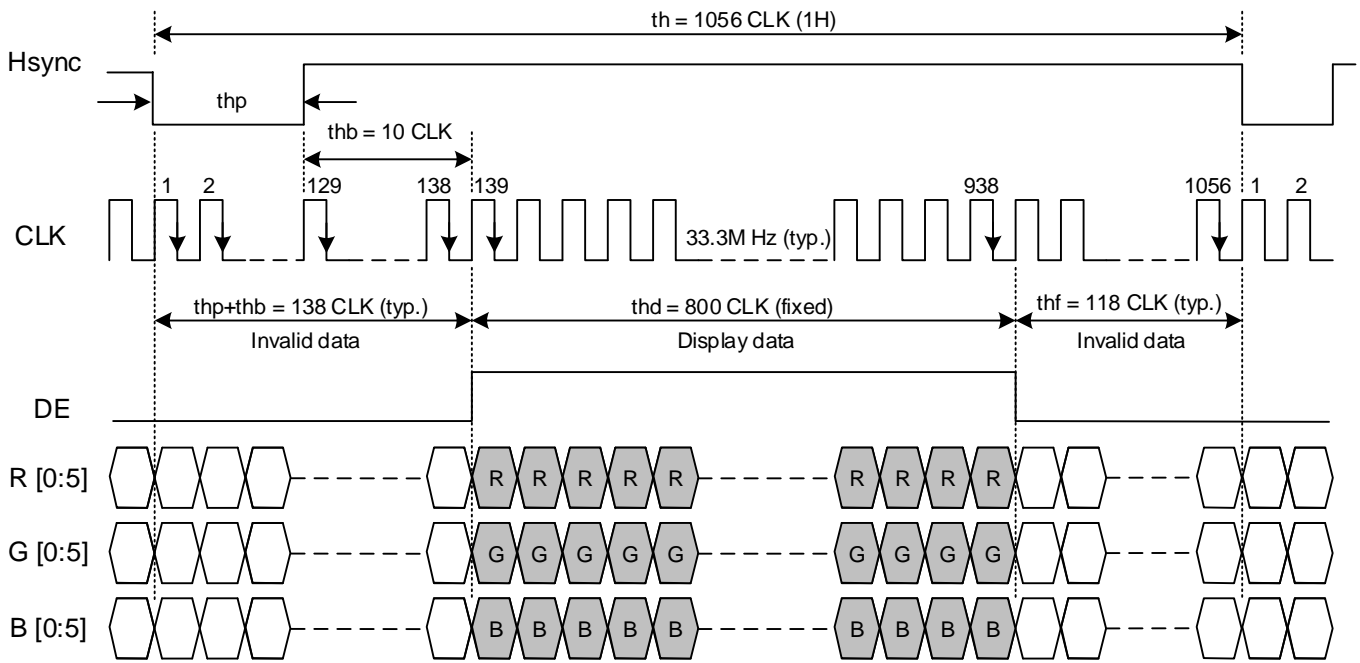 th = 1056 CLK (1H)
Hsync
thp
thb = 10 CLK
1 2 129 138 139 938 1056 1 2
CLK
33.3M Hz (typ.)
thp+thb = 138 CLK (typ.) thd = 800 CLK (fixed) thf = 118 CLK (typ.)
Invalid data Display data Invalid data
DE
R [0:5] R R R R R R R R R
G [0:5] G G G G G G G G G
B [0:5] B B B B B B B B B